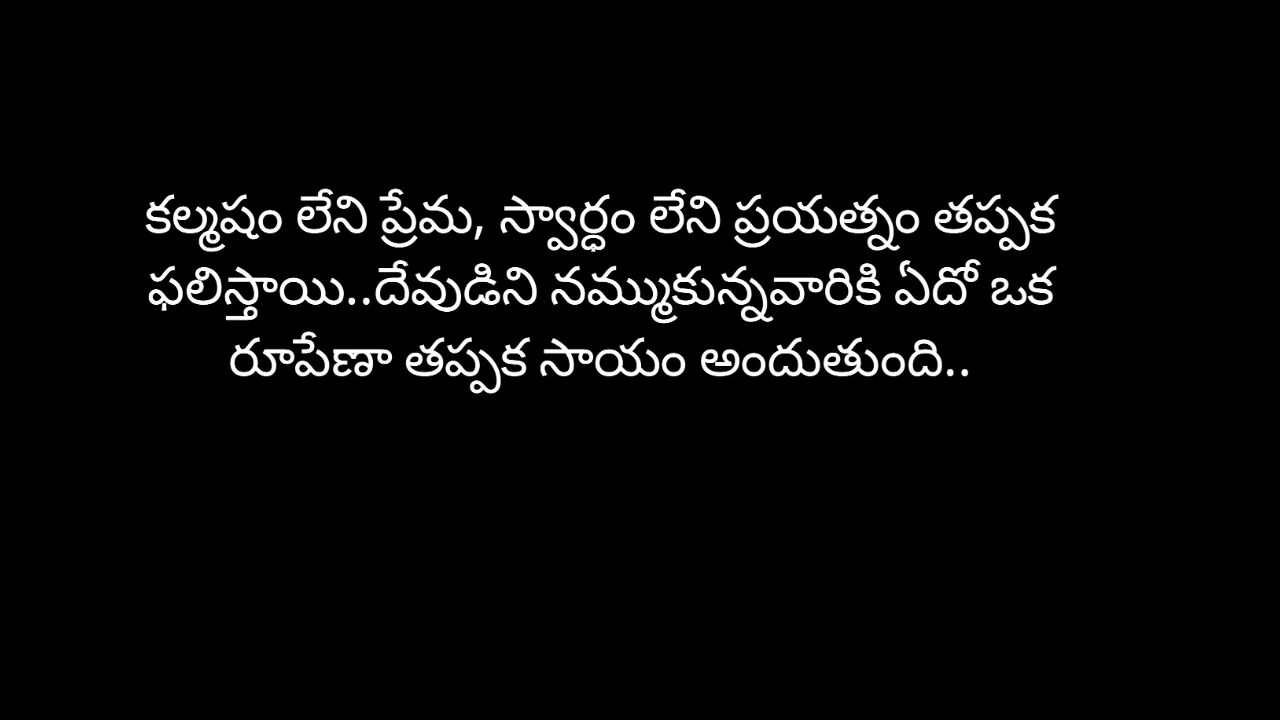 కల్మషం లేని ప్రేమ, స్వార్ధం లేని ప్రయత్నం తప్పక
ఫలిస్తాయి..దేవుడిని నమ్ముకున్నవారికి ఏదో ఒక
రూపేణా తప్పక సాయం అందుతుంది..